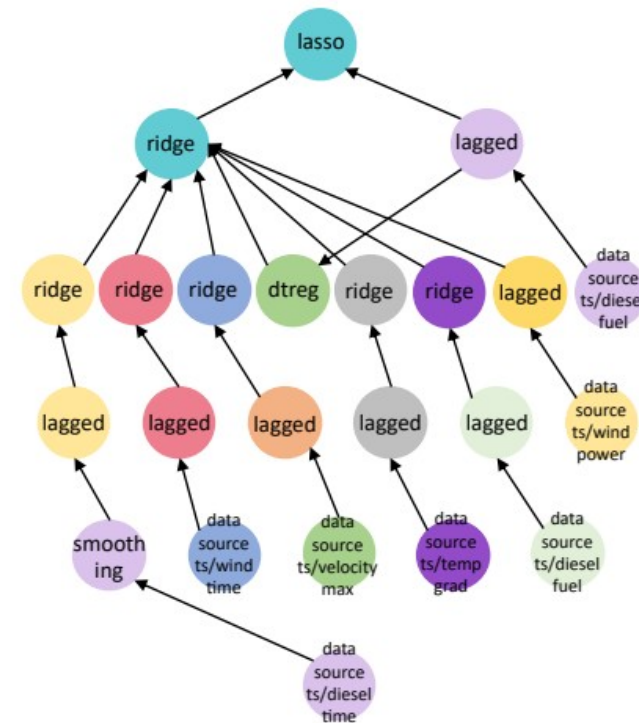 lasso
ridge
lagged
ridge
ridge
ridge
dtreg
ridge
ridge
lagged
data
source
ts/diesel
fuel
lagged
lagged
lagged
lagged
lagged
data
source
ts/wind
power
smooth
ing
data
source
ts/wind
time
data
source
ts/velocity
max
data
source
ts/temp
grad
data
source
ts/diesel
fuel
data
source
ts/diesel
time